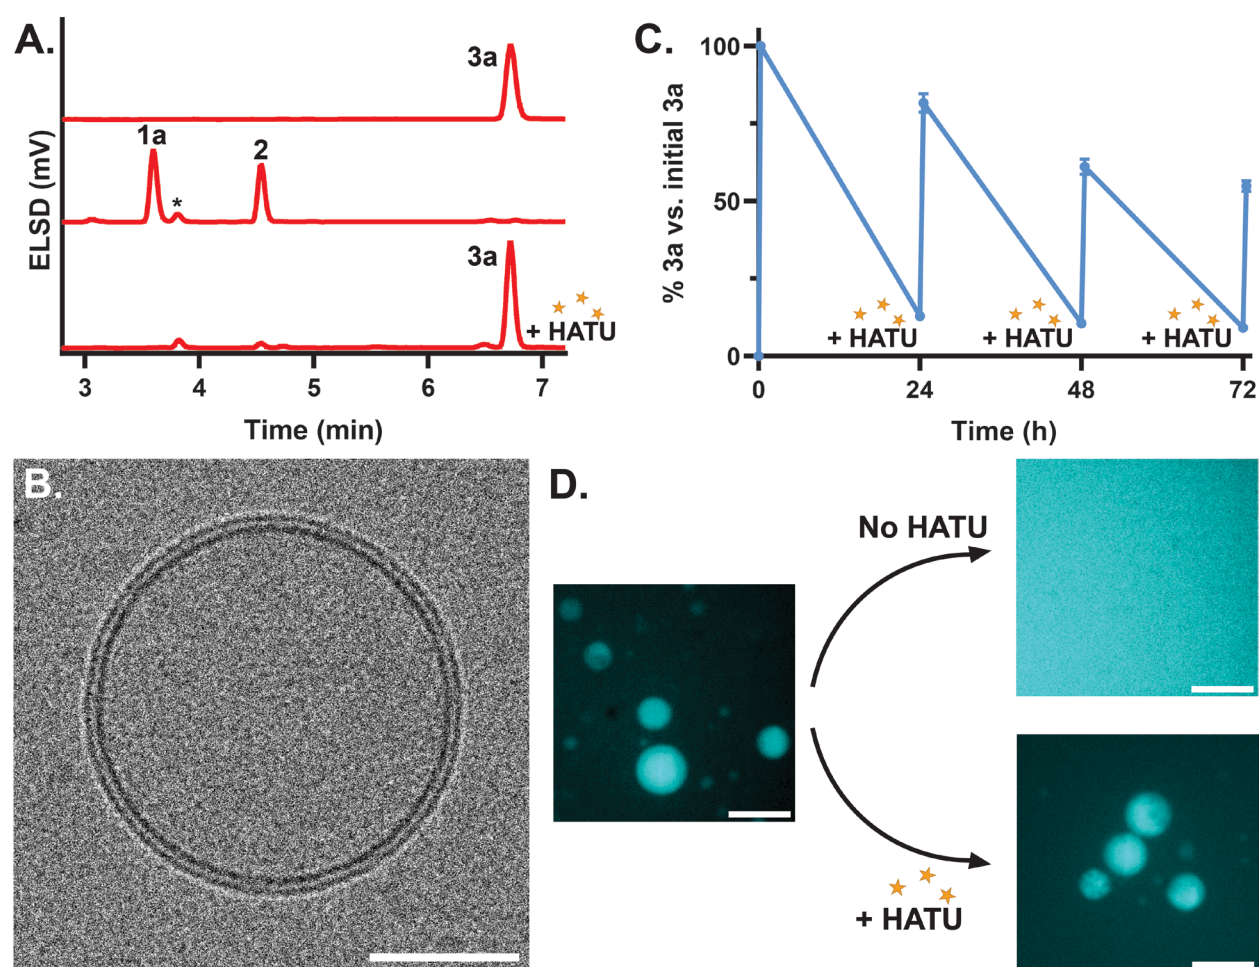 A.
ELSD (mV)
3a
1a
*
2
3a
+ HATU
3
4
5
6
7
Time (min)
C.
% 3a vs. initial 3a
100
50
0
+ HATU
+ HATU
+ HATU
0
24
48
72
Time (h)
B.
D.
No HATU
+ HATU